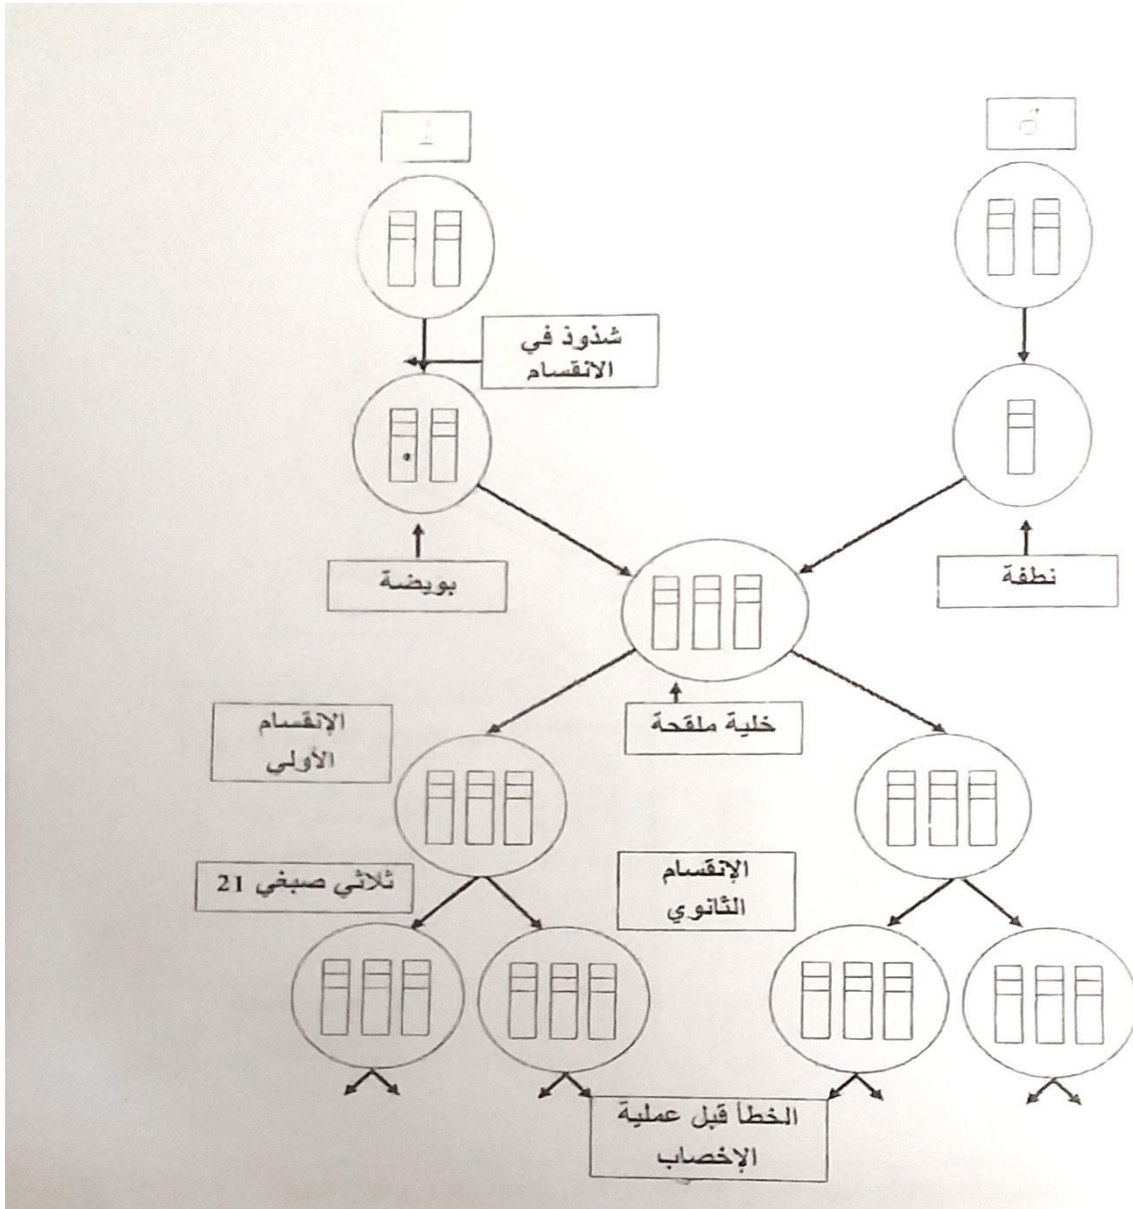 ♀
♂
شذوذ في
الانقسام
بويضة
نطفة
خلية ملقحة
الإنقسام
الأولي
ثلاثي صبغي 21
الإنقسام
الثانوي
الخطأ قبل عملية
الإخصاب